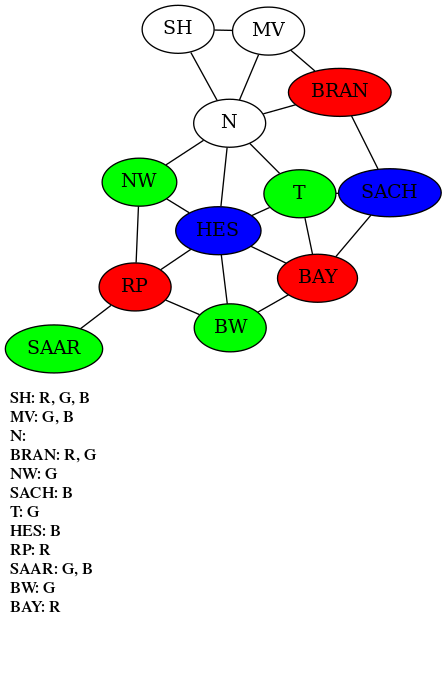 SH
MV
BRAN
N
NW
T
SACH
HES
BAY
RP
BW
SAAR
SH: R, G, B
MV: G, B
N:
BRAN: R, G
NW: G
SACH: B
T: G
HES: B
RP: R
SAAR: G, B
BW: G
BAY: R